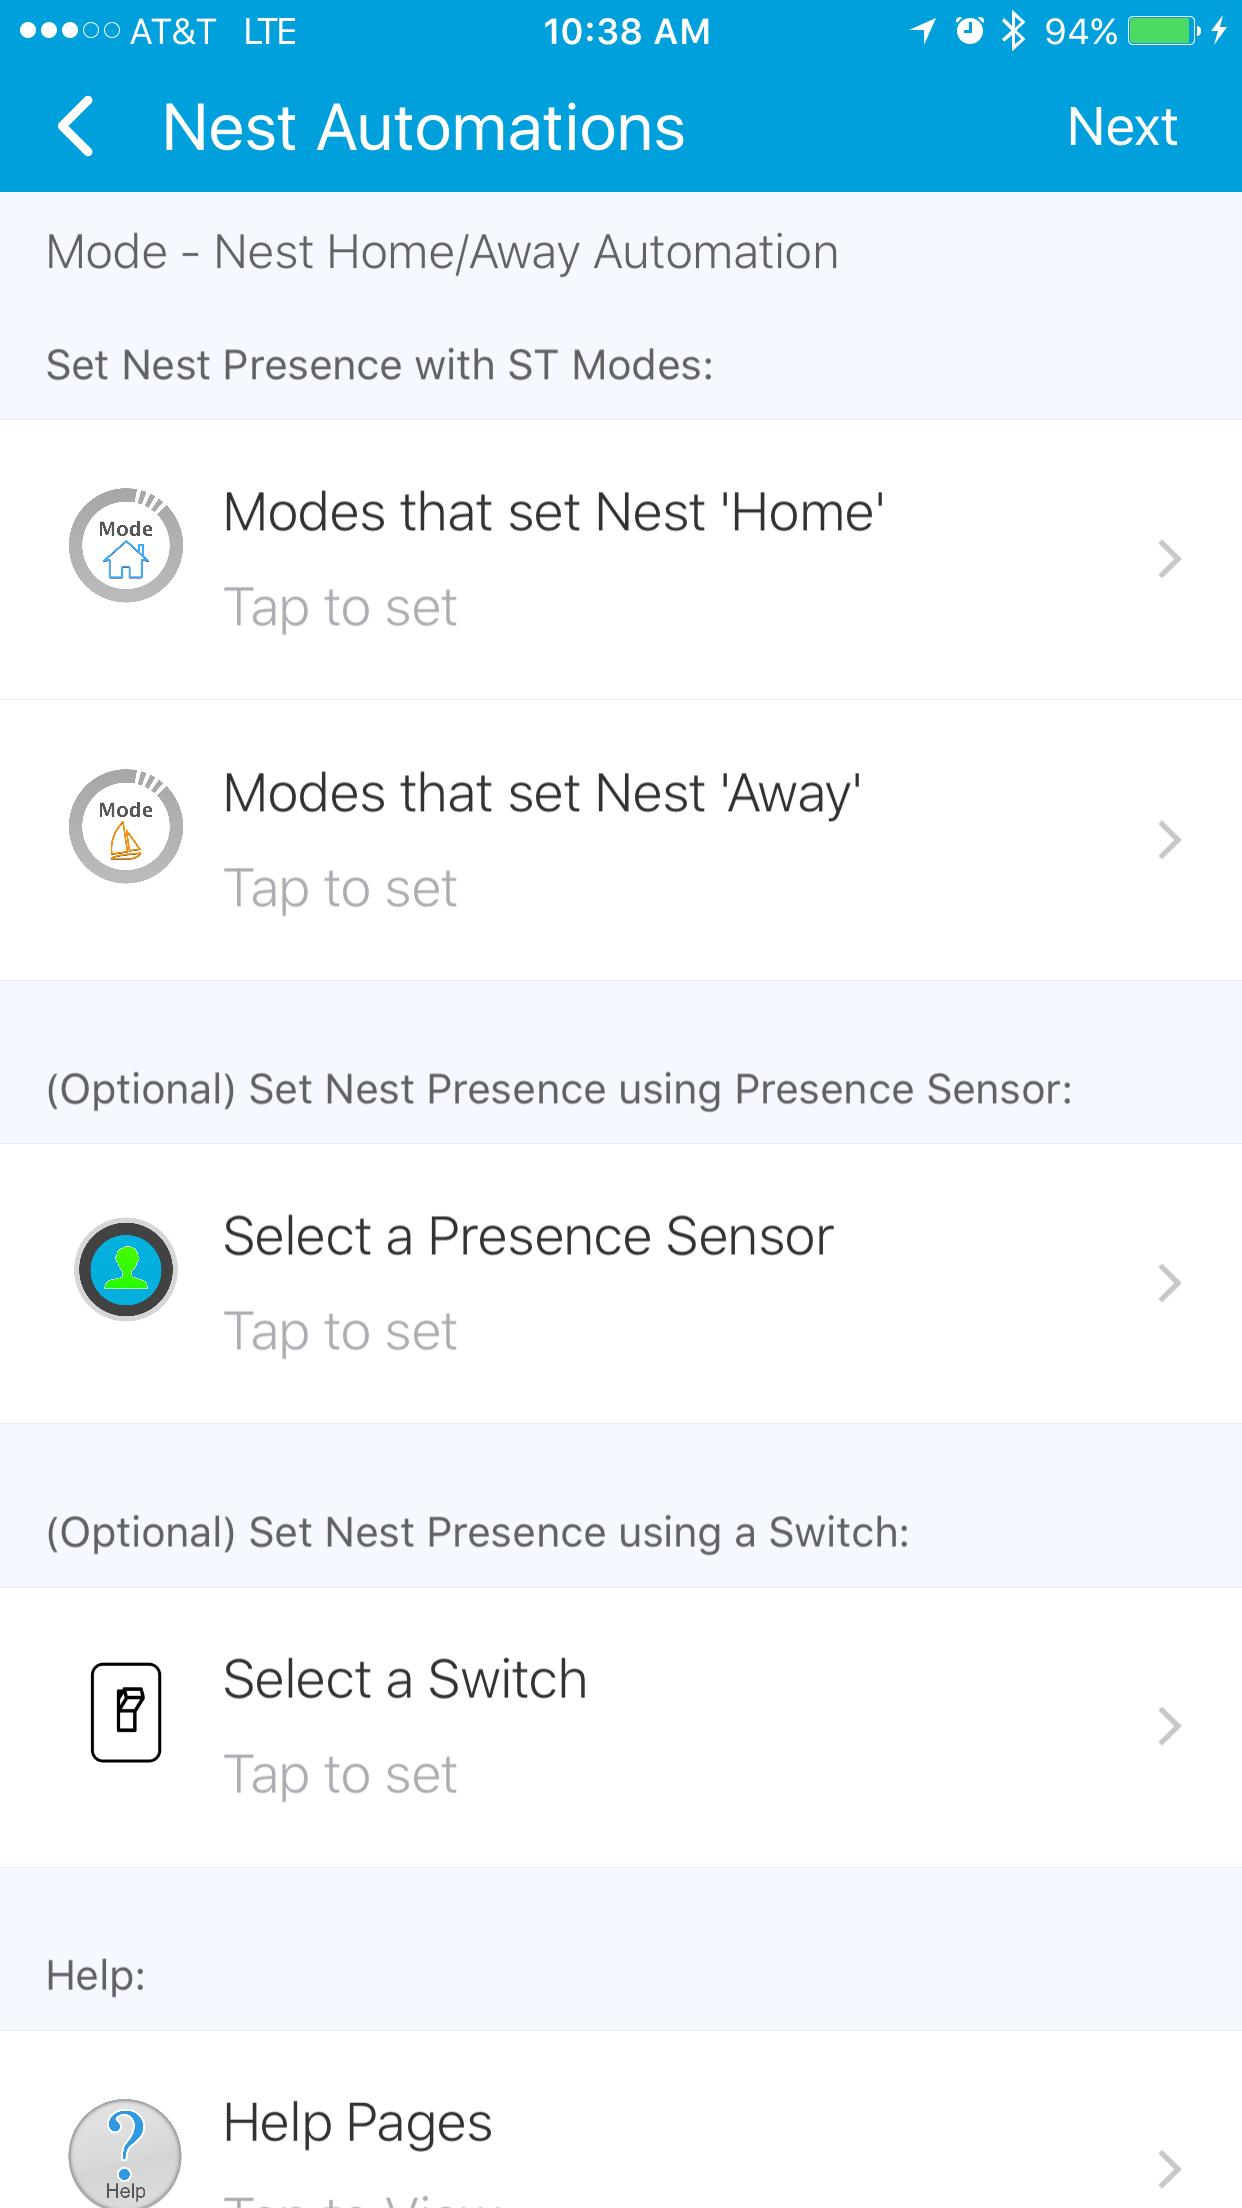 AT&T LTE 10:38 AM 94%
Nest Automations Next
Mode - Nest Home/Away Automation
Set Nest Presence with ST Modes:
Mode
Modes that set Nest 'Home'
Tap to set
Mode
Modes that set Nest 'Away'
Tap to set
(Optional) Set Nest Presence using Presence Sensor:
Select a Presence Sensor
Tap to set
(Optional) Set Nest Presence using a Switch:
Select a Switch
Tap to set
Help:
Help Pages
Help
Tap to View